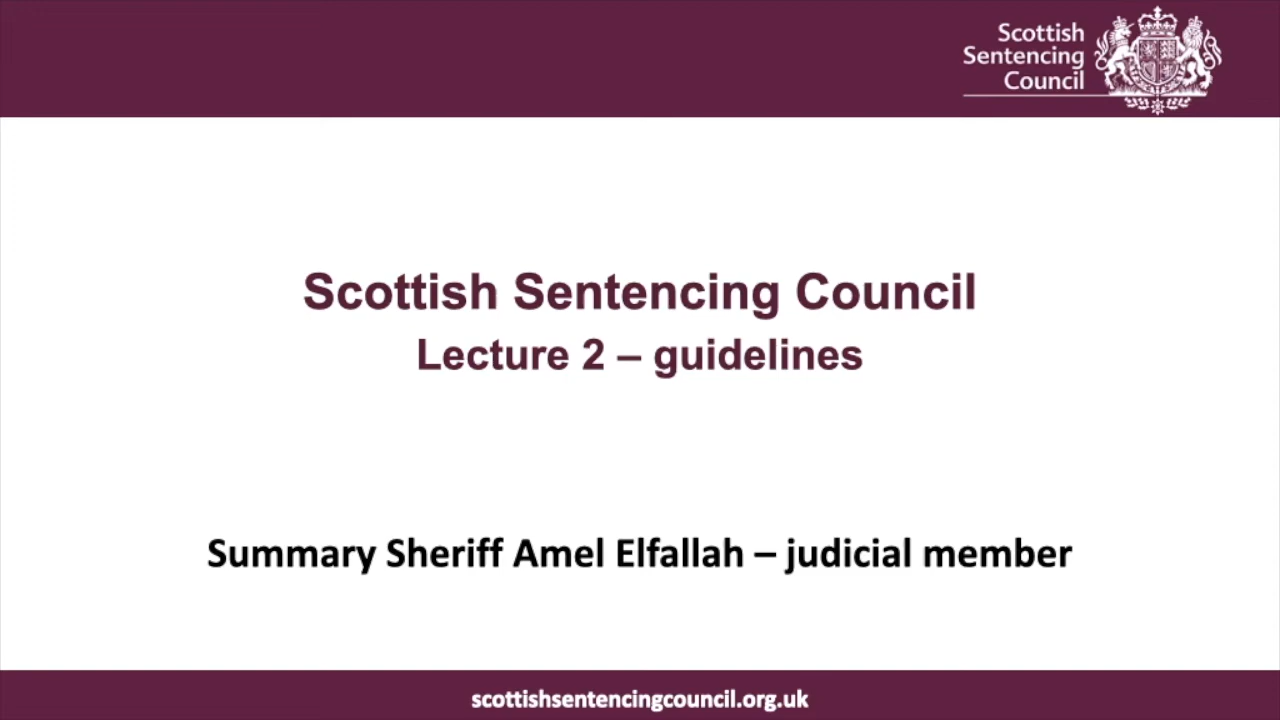 Scottish
Sentencing
Council
Scottish Sentencing Council
Lecture 2 – guidelines
Summary Sheriff Amel Elfallah – judicial member
scottishsentencingcouncil.org.uk